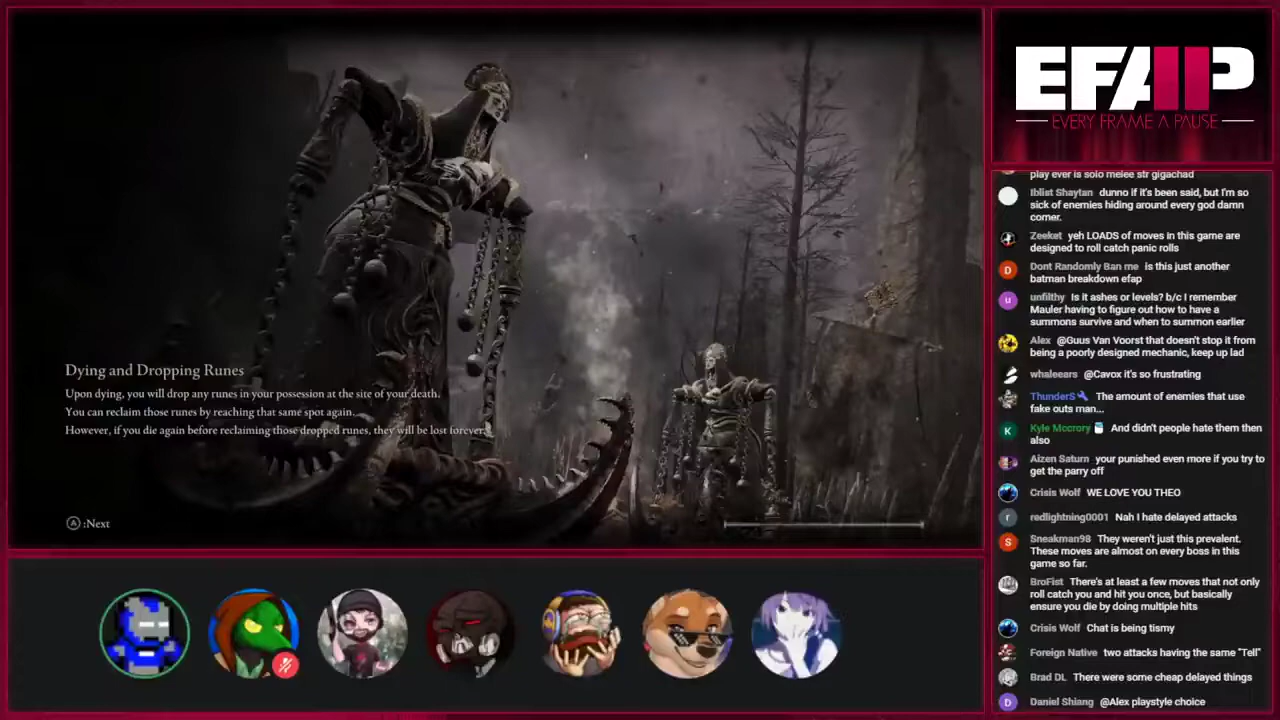 Dying and Dropping Runes
Upon dying, you will drop any runes in your possession at the site of your death.
You can reclaim those runes by reaching that same spot again.
However, if you die again before reclaiming those dropped runes, they will be lost forever.
A :Next
EFAP
EVERY FRAME A PAUSE
play ever is solo melee str gigachad
Iblist Shaytan dunno if it's been said, but I'm so
sick of enemies hiding around every god damn
corner.
Zeeket yeh LOADS of moves in this game are
designed to roll catch panic rolls
D
Dont Randomly Ban me is this just another
batman breakdown efap
u
unfilthy Is it ashes or levels? b/c I remember
Mauler having to figure out how to have a
summons survive and when to summon earlier
Alex @Guus Van Voorst that doesn't stop it from
being a poorly designed mechanic, keep up lad
whaleears @Cavox it's so frustrating
ThunderS The amount of enemies that use
fake outs man...
K
Kyle Mccrory And didn't people hate them then
also
Aizen Saturn your punished even more if you try to
get the parry off
Crisis Wolf WE LOVE YOU THEO
r
redlightning0001 Nah I hate delayed attacks
S
Sneakman98 They weren't just this prevalent.
These moves are almost on every boss in this
game so far.
BroFist There's at least a few moves that not only
roll catch you and hit you once, but basically
ensure you die by doing multiple hits
Crisis Wolf Chat is being tismy
Foreign Native two attacks having the same "Tell"
Brad DL There were some cheap delayed things
D
Daniel Shiang @Alex playstyle choice